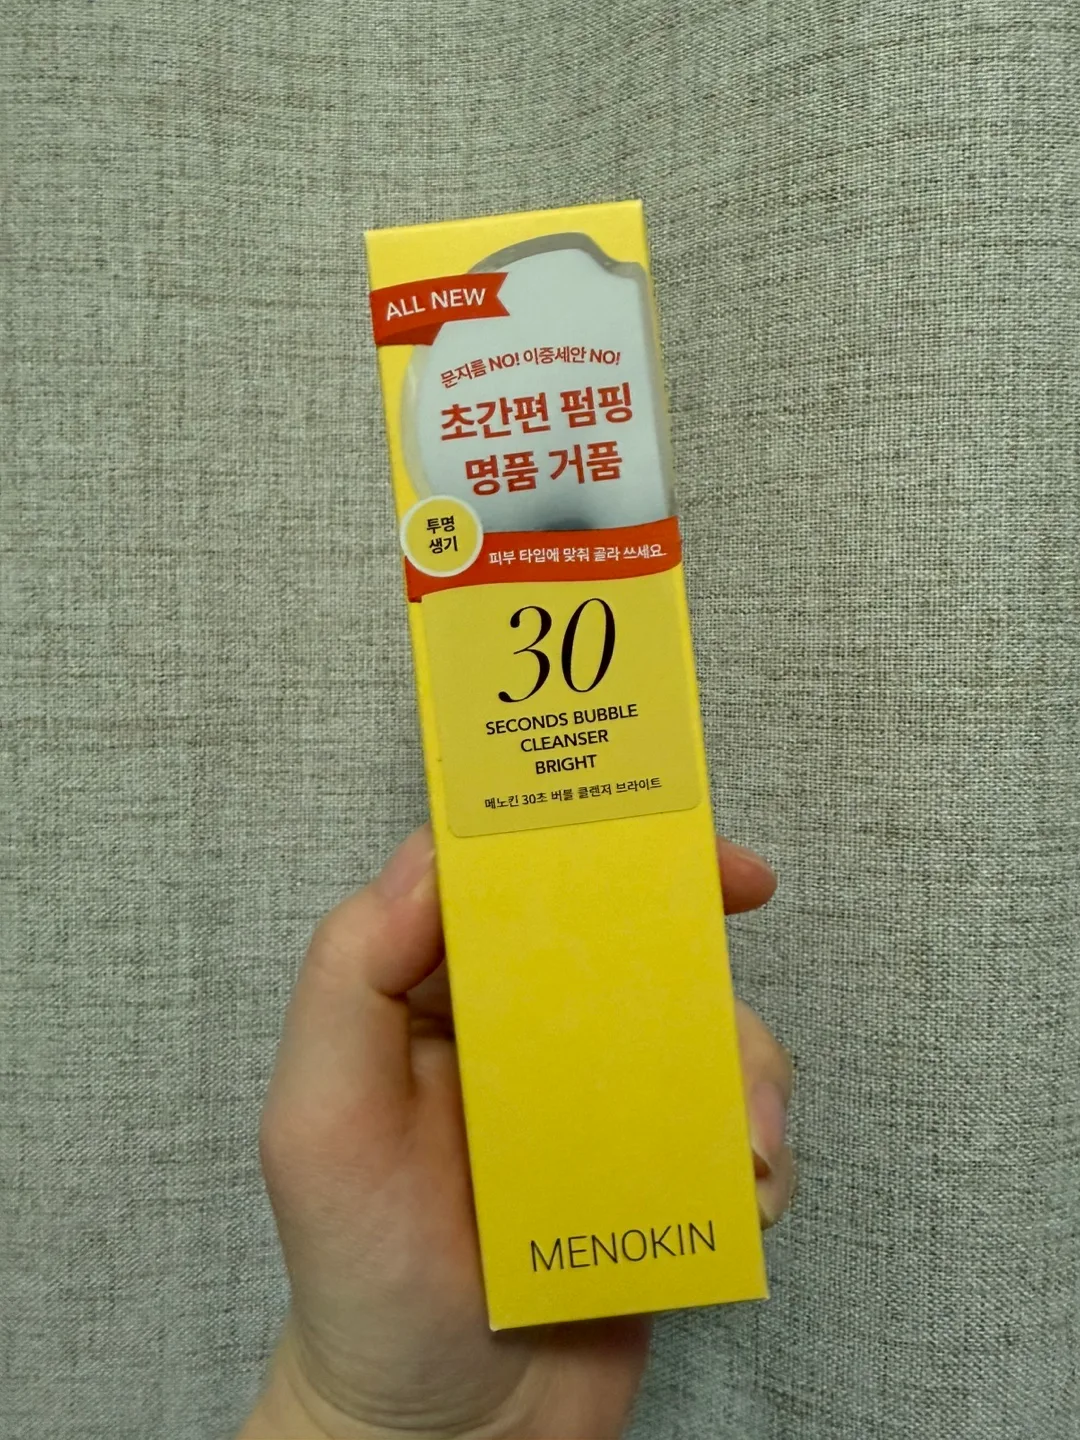 ALL NEW
문지름 NO! 이중세안 NO!
초간편 펌핑
명품 거품
투명
생기
피부 타입에 맞춰 골라 쓰세요.
30
SECONDS BUBBLE
CLEANSER
BRIGHT
메노킨 30초 버블 클렌저 브라이트
MENOKIN